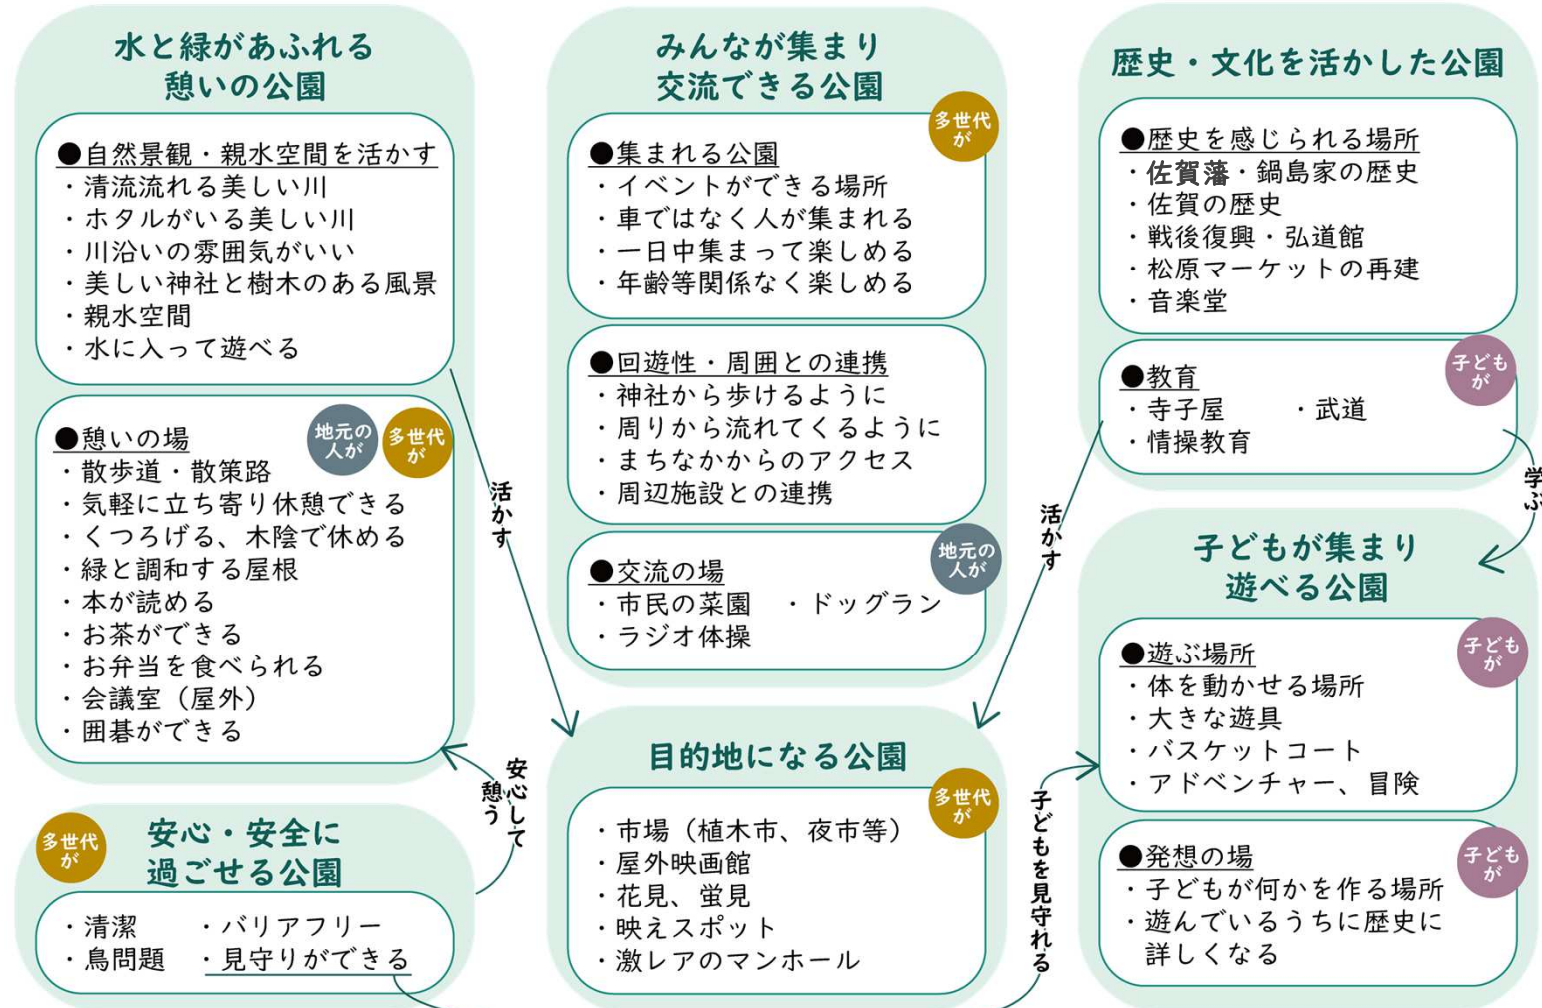 水と緑があふれる
憩いの公園
●自然景観・親水空間を活かす
・清流流れる美しい川
・ホタルがいる美しい川
・川沿いの雰囲気がいい
・美しい神社と樹木のある風景
・親水空間
・水に入って遊べる
地元の
人が
多世代
が
●憩いの場
・散歩道・散策路
・気軽に立ち寄り休憩できる
・くつろげる、木陰で休める
・緑と調和する屋根
・本が読める
・お茶ができる
・お弁当を食べられる
・会議室（屋外）
・囲碁ができる
安心して
憩う
多世代
が
安心・安全に
過ごせる公園
・清潔　・バリアフリー
・鳥問題　・見守りができる
みんなが集まり
交流できる公園
多世代
が
●集まれる公園
・イベントができる場所
・車ではなく人が集まれる
・一日中集まって楽しめる
・年齢等関係なく楽しめる
●回遊性・周囲との連携
・神社から歩けるように
・周りから流れてくるように
・まちなかからのアクセス
・周辺施設との連携
地元の
人が
●交流の場
・市民の菜園　・ドッグラン
・ラジオ体操
活かす
活かす
目的地になる公園
多世代
が
・市場（植木市、夜市等）
・屋外映画館
・花見、蛍見
・映えスポット
・激レアのマンホール
子どもを見守れる
歴史・文化を活かした公園
●歴史を感じられる場所
・佐賀藩・鍋島家の歴史
・佐賀の歴史
・戦後復興・弘道館
・松原マーケットの再建
・音楽堂
子ども
が
●教育
・寺子屋　・武道
・情操教育
学ぶ
子どもが集まり
遊べる公園
子ども
が
●遊ぶ場所
・体を動かせる場所
・大きな遊具
・バスケットコート
・アドベンチャー、冒険
子ども
が
●発想の場
・子どもが何かを作る場所
・遊んでいるうちに歴史に
詳しくなる